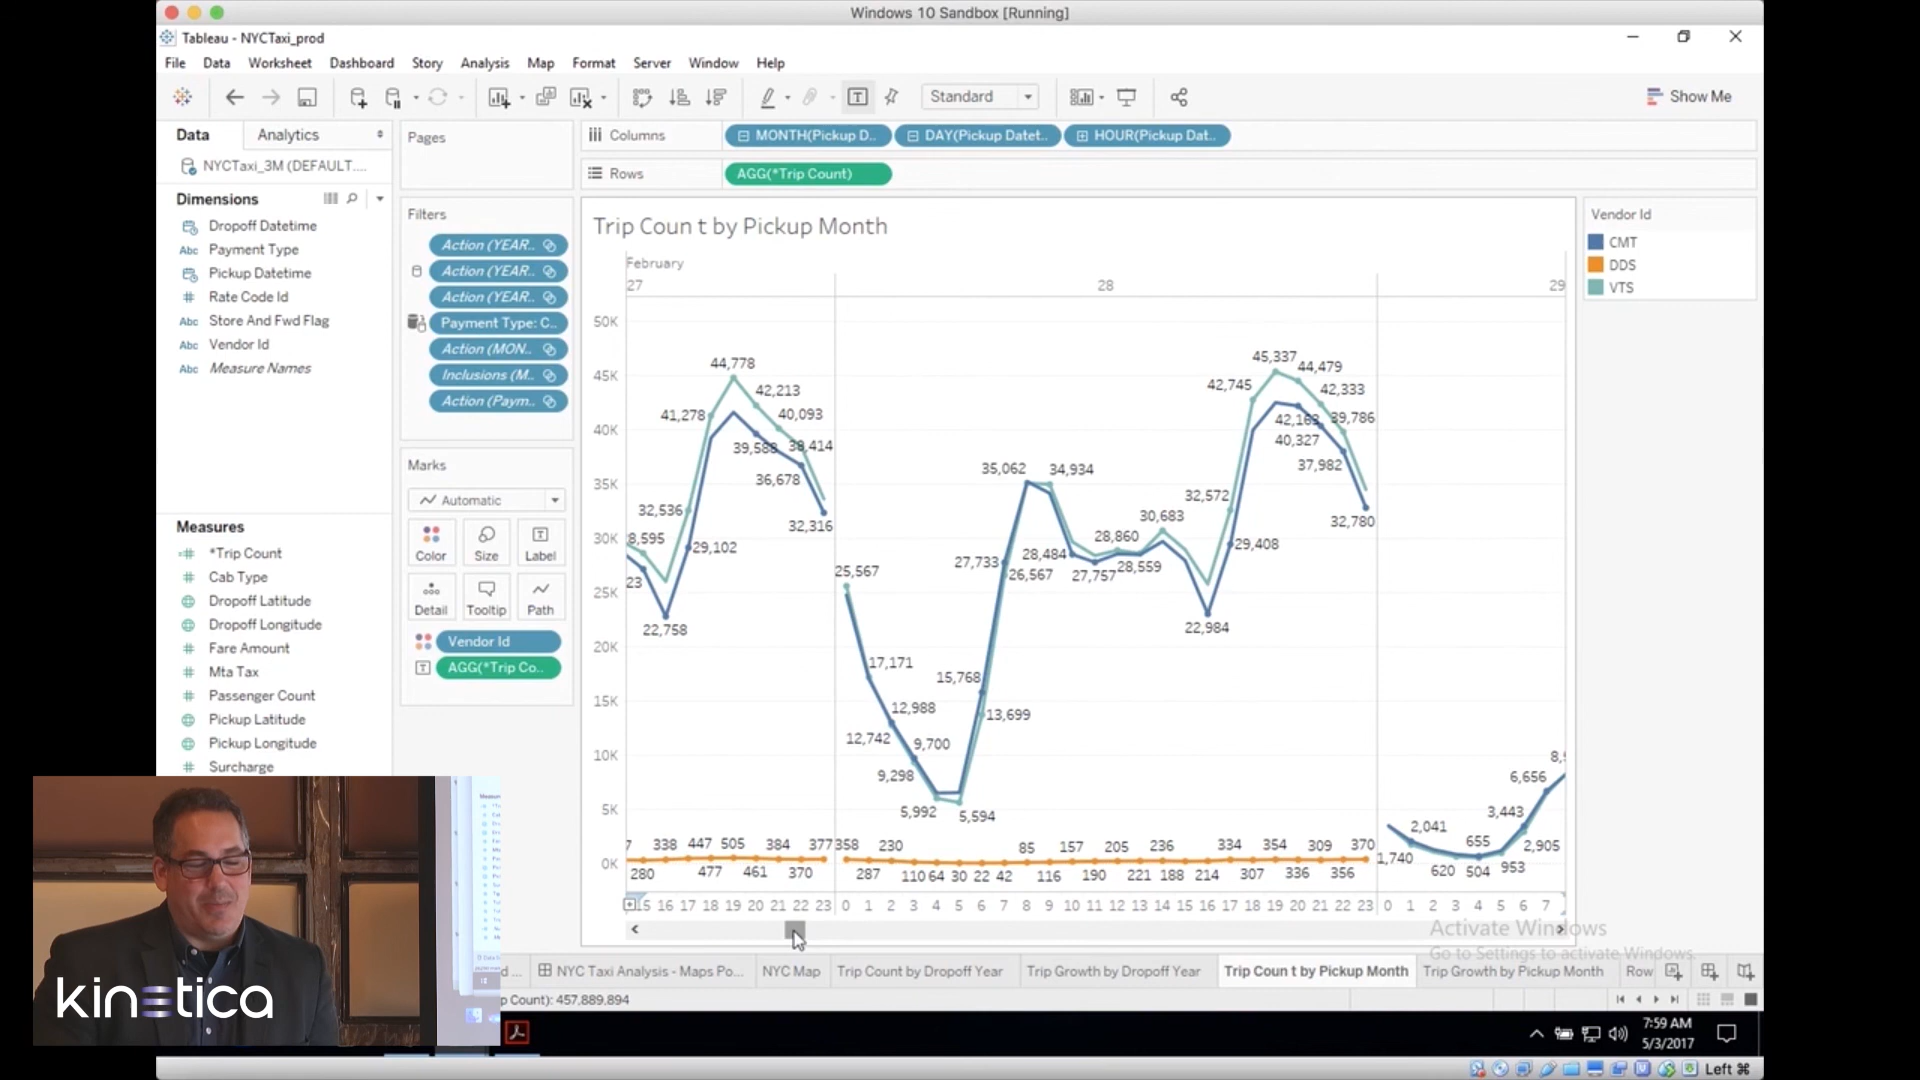 Windows 10 Sandbox [Running]
Tableau - NYCTaxi_prod
File Data Worksheet Dashboard Story Analysis Map Format Server Window Help
Standard
Show Me
Data Analytics
NYCTaxi_3M (DEFAULT....
Dimensions
Dropoff Datetime
Abc Payment Type
Pickup Datetime
# Rate Code Id
Abc Store And Fwd Flag
Abc Vendor Id
Abc Measure Names
Measures
*Trip Count
# Cab Type
Dropoff Latitude
Dropoff Longitude
# Fare Amount
# Mta Tax
# Passenger Count
Pickup Latitude
Pickup Longitude
# Surcharge
Pages
Filters
Action (YEAR..
Action (YEAR..
Action (YEAR..
Payment Type: C..
Action (MON..
Inclusions (M..
Action (Paym..
Marks
Automatic
Color Size Label
Detail Tooltip Path
Vendor Id
AGG(*Trip Co..
Columns MONTH(Pickup D.. DAY(Pickup Datet.. HOUR(Pickup Dat..
Rows AGG(*Trip Count)
Trip Coun t by Pickup Month
February
27 28 29
50K
45K
40K
35K
30K
25K
20K
15K
10K
5K
0K
44,778
42,213
41,278
40,093
39,588
38,414
36,678
32,536
32,316
8,595
29,102
23
22,758
25,567
17,171
12,988
12,742
9,700
9,298
5,992
5,594
15,768
13,699
27,733
26,567
35,062
34,934
28,484
27,757
28,860
28,559
30,683
32,572
29,408
22,984
42,745
45,337
44,479
42,333
42,163
39,786
40,327
37,982
32,780
2,041
1,740
620
655
504
953
3,443
2,905
6,656
8,
7 338 447 505 384 377 358 230 85 157 205 236 334 354 309 370
280 477 461 370 287 110 64 30 22 42 116 190 221 188 214 307 336 356
15 16 17 18 19 20 21 22 23 0 1 2 3 4 5 6 7 8 9 10 11 12 13 14 15 16 17 18 19 20 21 22 23 0 1 2 3 4 5 6 7
Vendor Id
CMT
DDS
VTS
Activate Windows
Go to Settings to activate Windows.
d ... NYC Taxi Analysis - Maps Po... NYC Map Trip Count by Dropoff Year Trip Growth by Dropoff Year Trip Coun t by Pickup Month Trip Growth by Pickup Month Row
p Count): 457,889,894
kinetica
7:59 AM
5/3/2017
Left ⌘